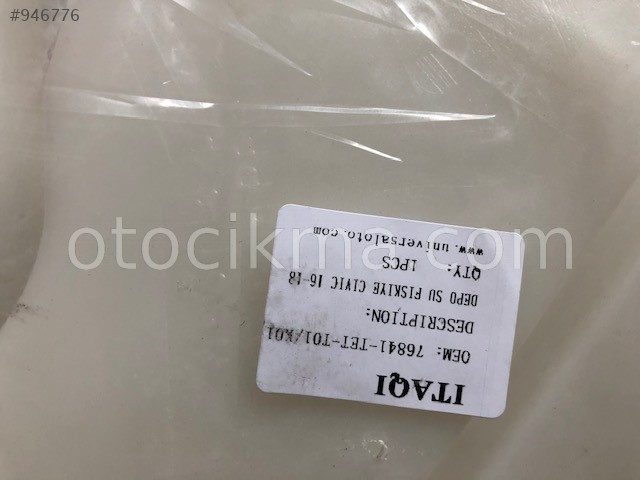 #946776
otocikma.com
ITAQI
OEM: 76841-TET-T01/K01
DESCRIPTION:
DEPO SU FISKIYE CIVIC 16-18
QTY: 1PCS
www.universaloto.com